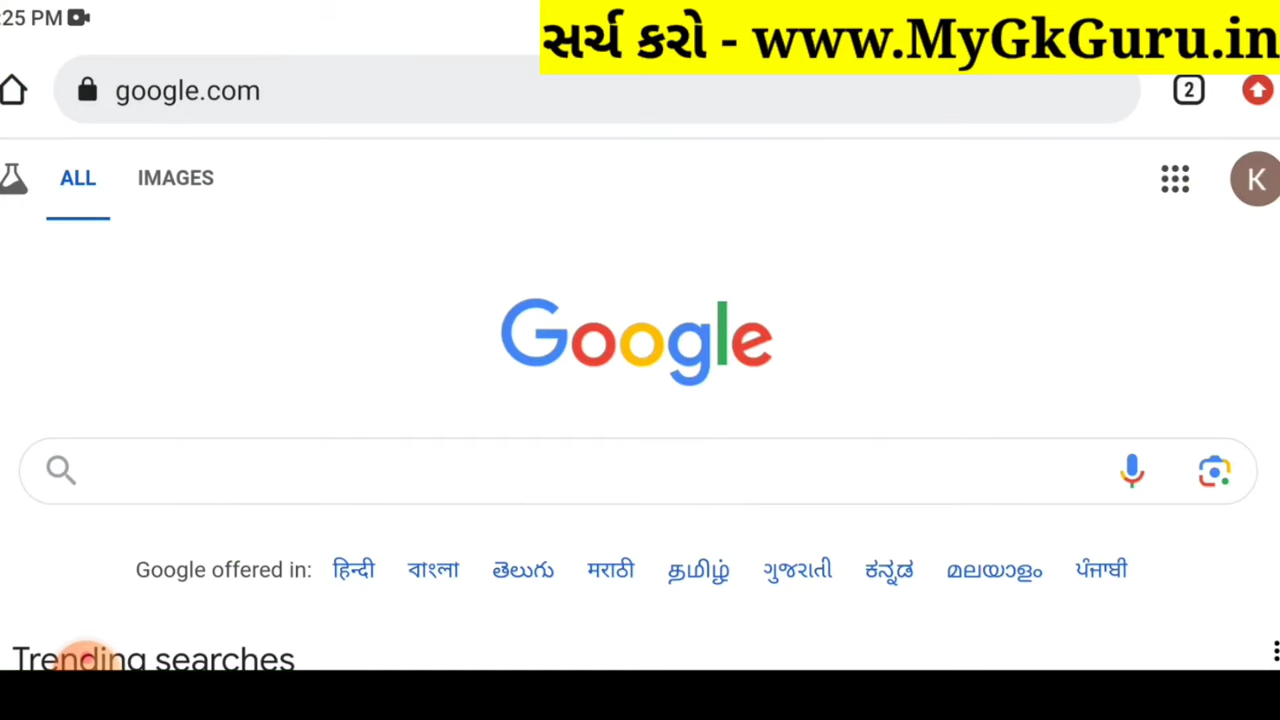 :25 PM
સર્ચ કરો - www.MyGkGuru.in
google.com
2
ALL IMAGES
K
Google
Google offered in: हिन्दी বাংলা తెలుగు मराठी தமிழ் ગુજરાતી ಕನ್ನಡ മലയാളം ਪੰਜਾਬੀ
Trending searches